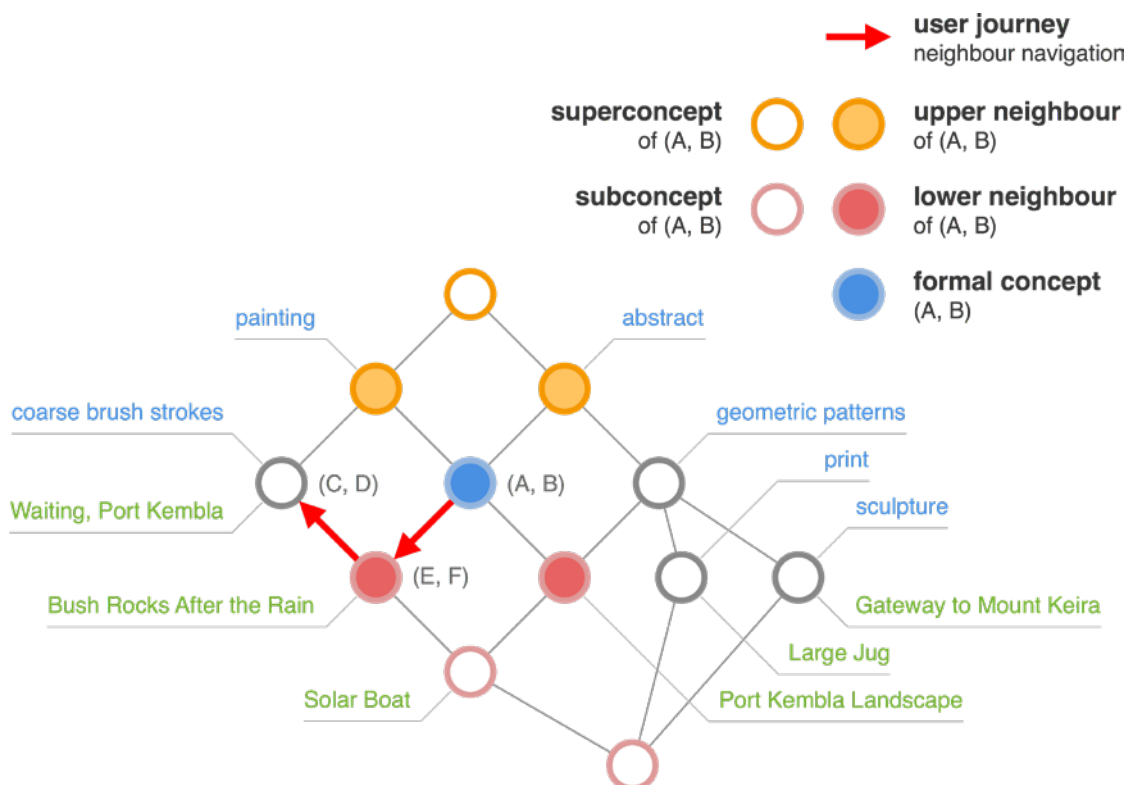 user journey
neighbour navigation
superconcept
of (A, B)
upper neighbour
of (A, B)
subconcept
of (A, B)
lower neighbour
of (A, B)
formal concept
(A, B)
painting
abstract
coarse brush strokes
geometric patterns
print
(C, D)
(A, B)
Waiting, Port Kembla
sculpture
(E, F)
Bush Rocks After the Rain
Gateway to Mount Keira
Large Jug
Solar Boat
Port Kembla Landscape